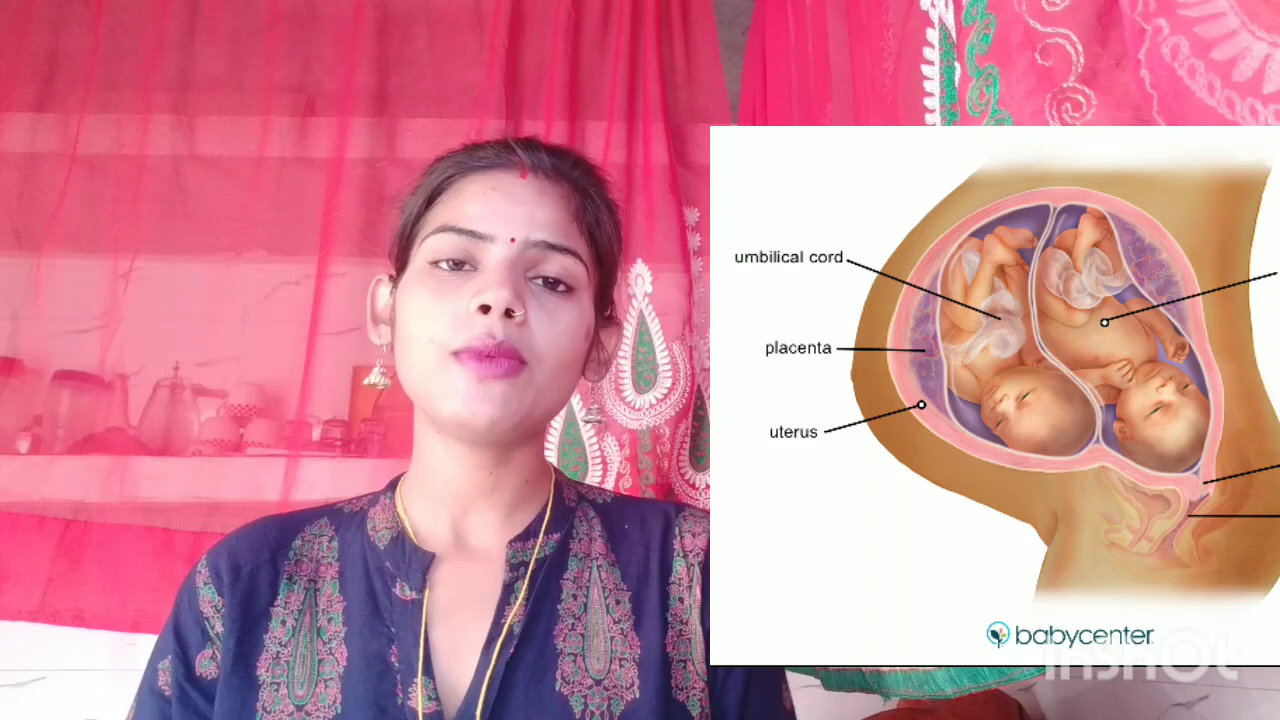 umbilical cord
placenta
uterus
babycenter
INSHOT